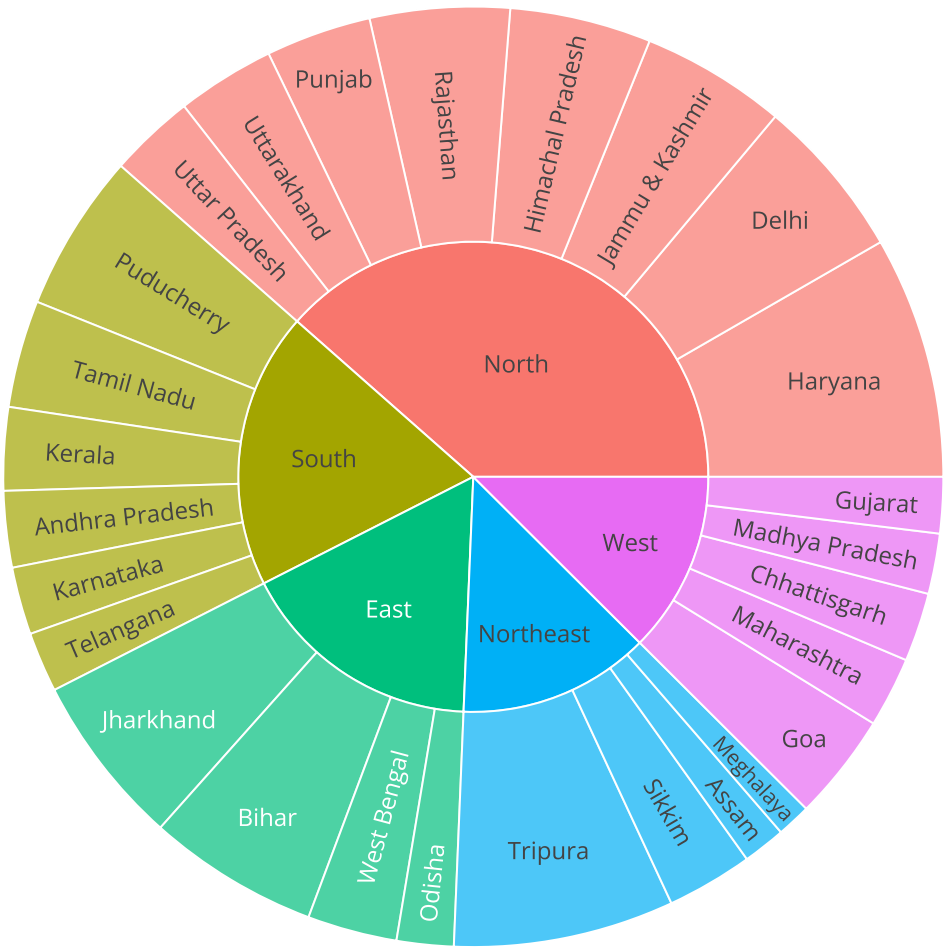 Punjab
Rajasthan
Himachal Pradesh
Jammu & Kashmir
Uttarakhand
Uttar Pradesh
Delhi
Haryana
Puducherry
Tamil Nadu
Kerala
Andhra Pradesh
Karnataka
Telangana
North
South
West
East
Northeast
Gujarat
Madhya Pradesh
Chhattisgarh
Maharashtra
Goa
Jharkhand
Bihar
West Bengal
Odisha
Tripura
Sikkim
Assam
Meghalaya